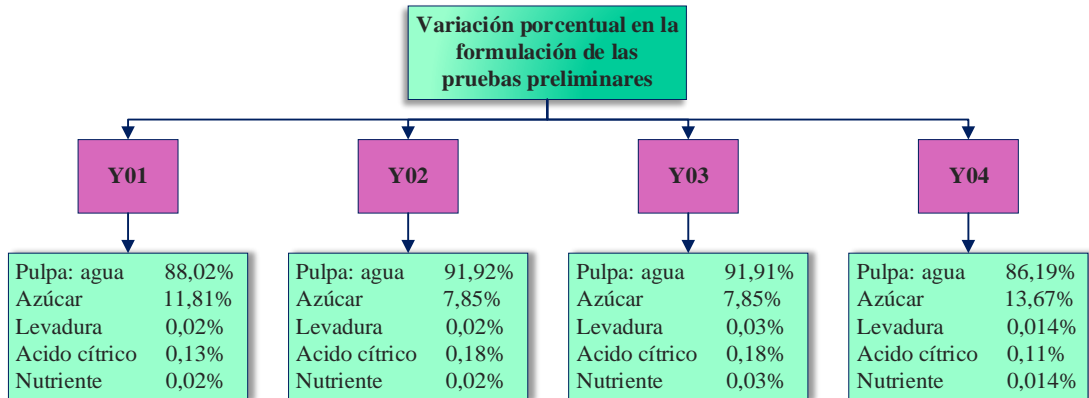 Variación porcentual en la
formulación de las
pruebas preliminares
Y01
Y02
Y03
Y04
Pulpa: agua 88,02%
Azúcar 11,81%
Levadura 0,02%
Acido cítrico 0,13%
Nutriente 0,02%
Pulpa: agua 91,92%
Azúcar 7,85%
Levadura 0,02%
Acido cítrico 0,18%
Nutriente 0,02%
Pulpa: agua 91,91%
Azúcar 7,85%
Levadura 0,03%
Acido cítrico 0,18%
Nutriente 0,03%
Pulpa: agua 86,19%
Azúcar 13,67%
Levadura 0,014%
Acido cítrico 0,11%
Nutriente 0,014%